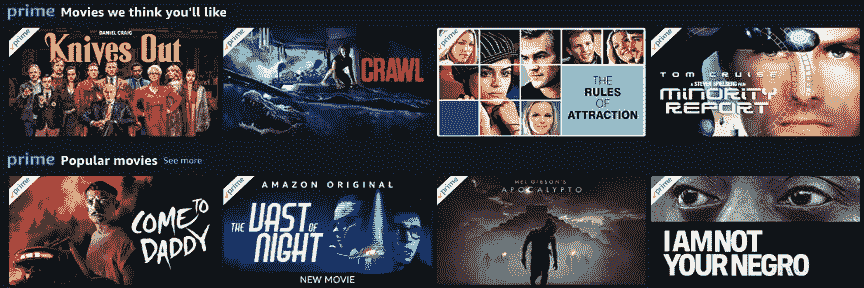 prime Movies we think you'll like
prime
DANIEL CRAIG
Knives Out
prime
CRAWL
prime
THE
RULES
OF
ATTRACTION
prime
TOM CRUISE
A STEVEN SPIELBERG FILM
MINORITY
REPORT
prime Popular movies See more
prime
COME TO
DADDY
prime
AMAZON ORIGINAL
THE VAST OF
NIGHT
NEW MOVIE
prime
MEL GIBSON'S
APOCALYPTO
prime
I AM NOT
YOUR NEGRO